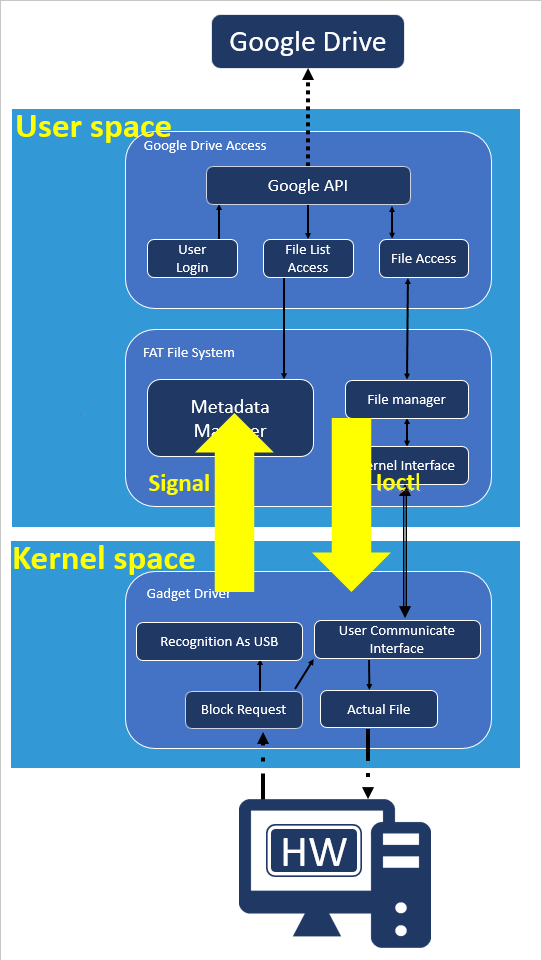 Google Drive
User space
Google Drive Access
Google API
User
Login
File List
Access
File Access
FAT File System
Metadata
File manager
Signal
Interface
Ioctl
Kernel space
Gadget Driver
Recognition As USB
User Communicate
Interface
Block Request
Actual File
HW